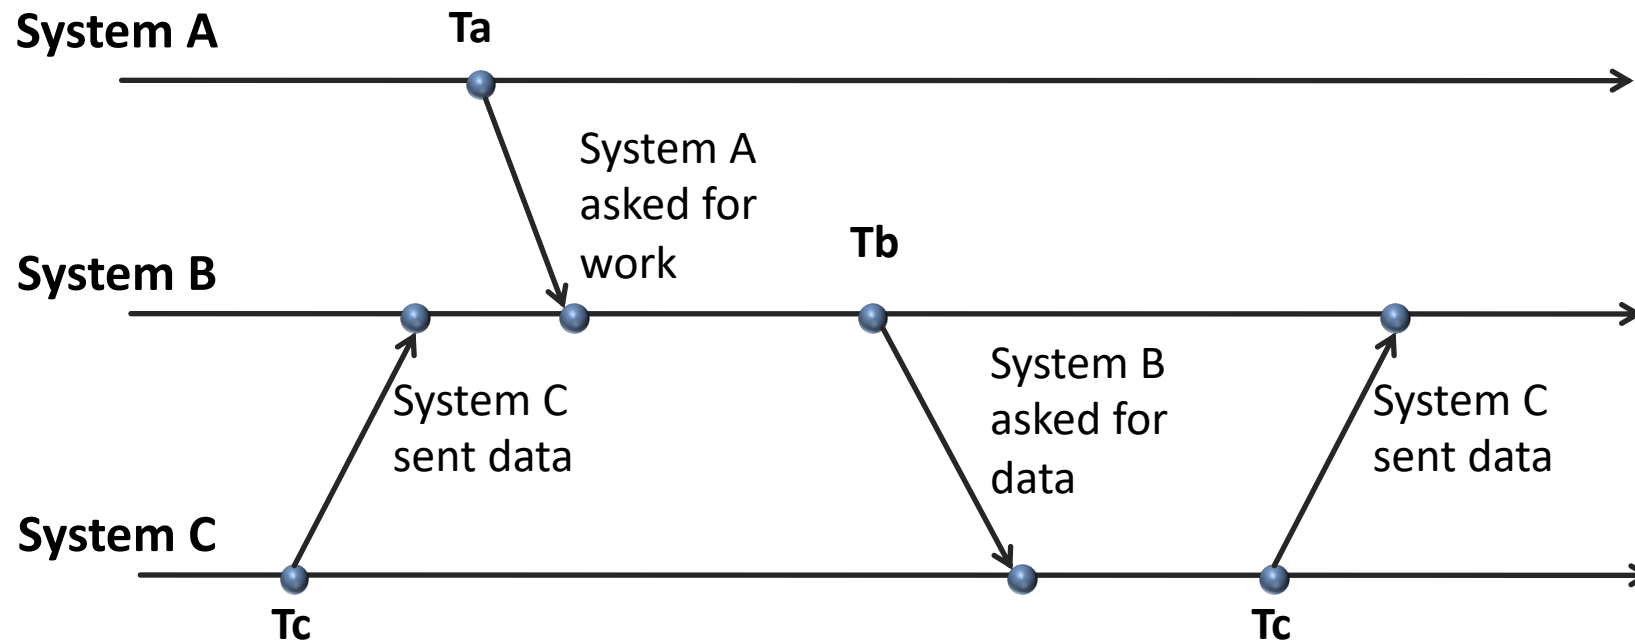 System A
Ta
System A
asked for
work
System B
Tb
System C
sent data
System B
asked for
data
System C
sent data
System C
Tc
Tc